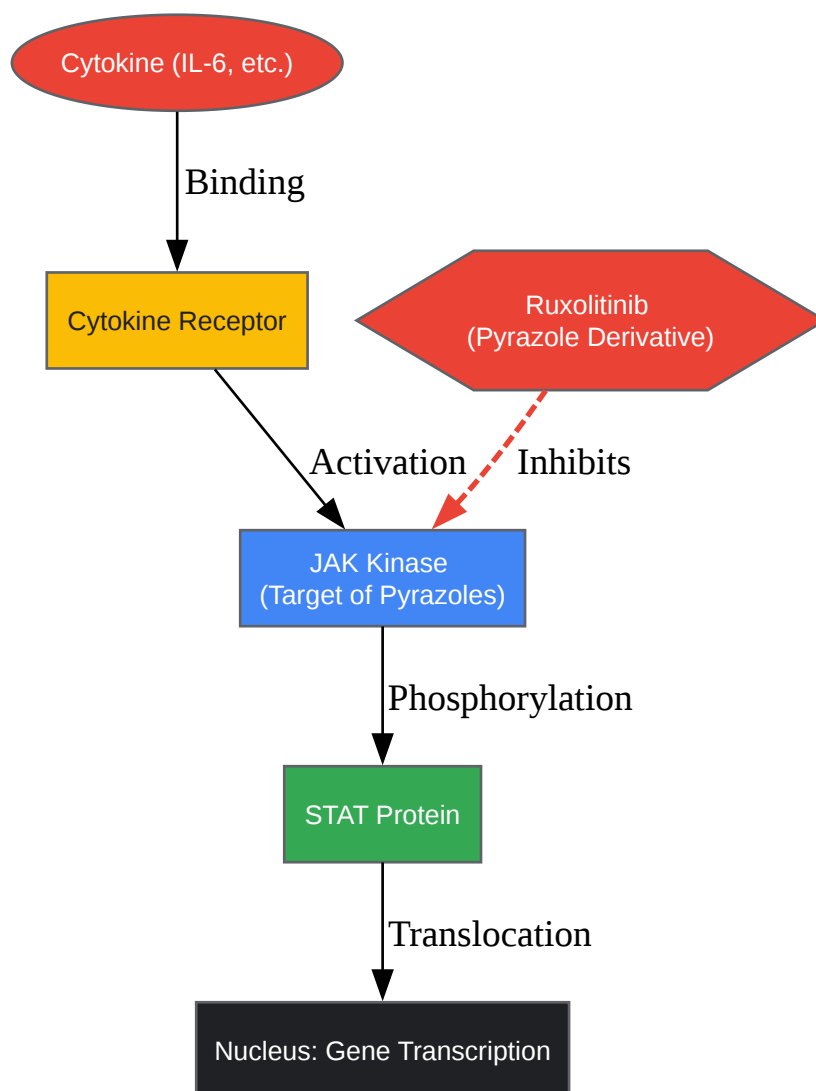 Cytokine (IL-6, etc.)
Binding
Cytokine Receptor
Ruxolitinib
(Pyrazole Derivative)
Activation
Inhibits
JAK Kinase
(Target of Pyrazoles)
Phosphorylation
STAT Protein
Translocation
Nucleus: Gene Transcription